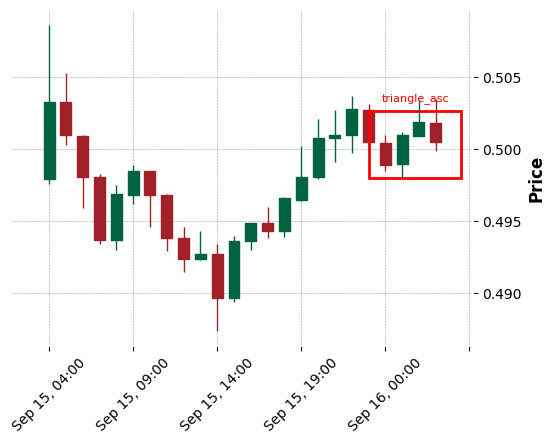 triangle_asc
0.505
0.500
0.495
0.490
Price
Sep 15, 04:00
Sep 15, 09:00
Sep 15, 14:00
Sep 15, 19:00
Sep 16, 00:00